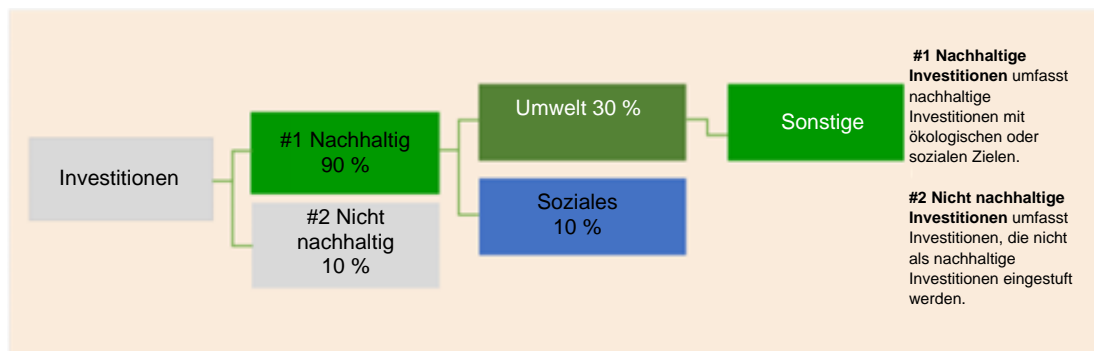 Investitionen
#1 Nachhaltig
90 %
#2 Nicht
nachhaltig
10 %
Umwelt 30 %
Soziales
10 %
Sonstige
#1 Nachhaltige
Investitionen umfasst
nachhaltige
Investitionen mit
ökologischen oder
sozialen Zielen.
#2 Nicht nachhaltige
Investitionen umfasst
Investitionen, die nicht
als nachhaltige
Investitionen eingestuft
werden.